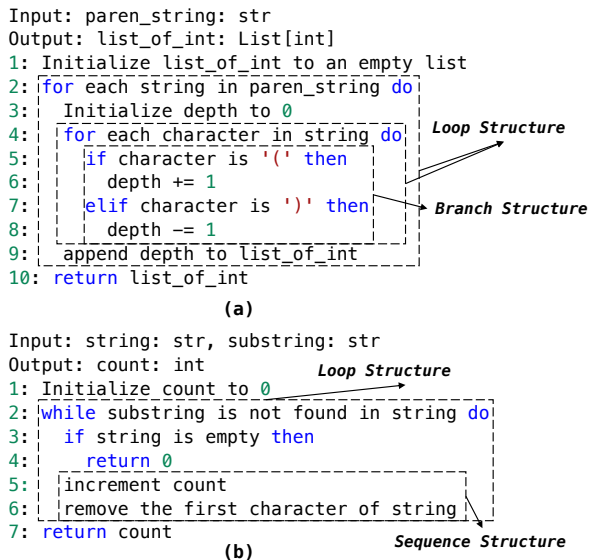 Input: paren_string: str
Output: list_of_int: List[int]
1: Initialize list_of_int to an empty list
2: for each string in paren_string do
3: Initialize depth to 0
4: for each character in string do
Loop Structure
5: if character is '(' then
6: depth += 1
7: elif character is ')' then
Branch Structure
8: depth −= 1
9: append depth to list_of_int
10: return list_of_int
(a)
Input: string: str, substring: str
Output: count: int
Loop Structure
1: Initialize count to 0
2: while substring is not found in string do
3: if string is empty then
4: return 0
5: increment count
6: remove the first character of string
7: return count
Sequence Structure
(b)